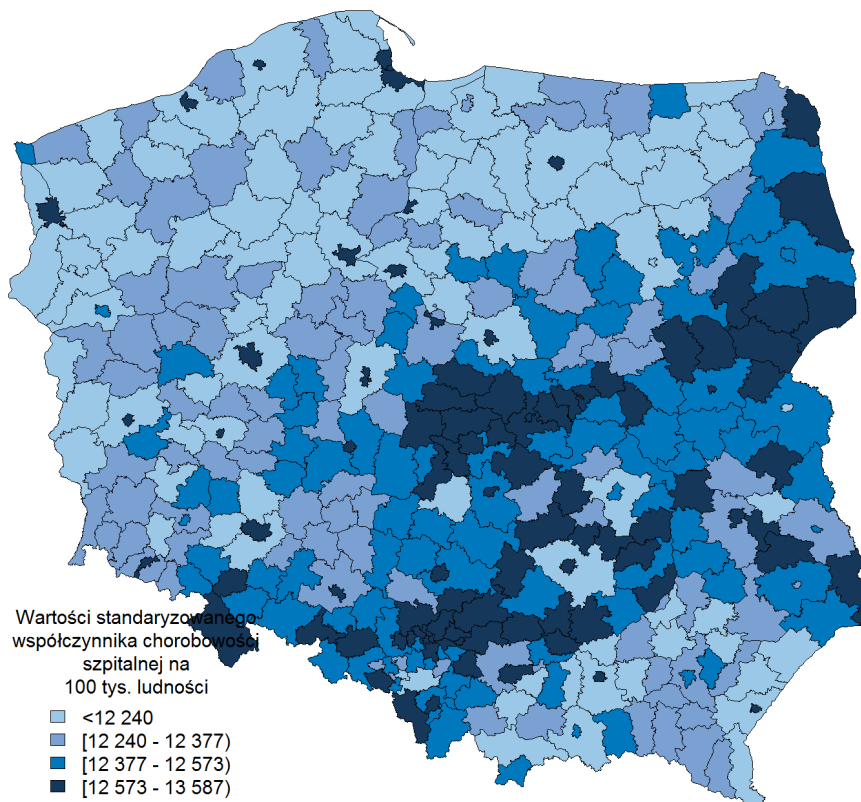 Wartości standaryzowanego
współczynnika chorobowości
szpitalnej na
100 tys. ludności
<12 240
[12 240 - 12 377)
[12 377 - 12 573)
[12 573 - 13 587)